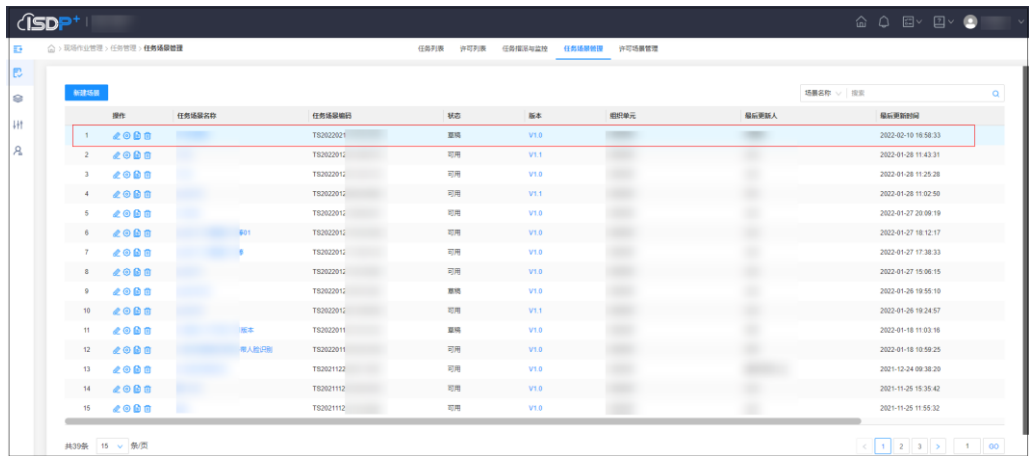 ISDP+
现场作业管理 > 任务管理 > 任务场景管理
任务列表 许可列表 任务指派与监控 任务场景管理 许可场景管理
新建场景 场景名称 搜索
操作 任务场景名称 任务场景编码 状态 版本 组织单元 最后更新人 最后更新时间
1 TS2022021 草稿 V1.0 2022-02-10 16:58:33
2 TS2022012 可用 V1.1 2022-01-28 11:43:31
3 TS2022012 可用 V1.0 2022-01-28 11:25:28
4 TS2022012 可用 V1.1 2022-01-28 11:02:50
5 TS2022012 可用 V1.0 2022-01-27 20:09:19
6 01 TS2022012 可用 V1.0 2022-01-27 18:12:17
7 TS2022012 可用 V1.0 2022-01-27 17:38:33
8 TS2022012 可用 V1.0 2022-01-27 15:06:15
9 TS2022012 草稿 V1.0 2022-01-26 19:55:10
10 TS2022012 可用 V1.1 2022-01-26 19:24:57
11 版本 TS2022011 草稿 V1.0 2022-01-18 11:03:16
12 有人脸识别 TS2022011 可用 V1.0 2022-01-18 10:59:25
13 TS2021122 可用 V1.0 2021-12-24 09:38:20
14 TS2021112 可用 V1.0 2021-11-25 15:35:42
15 TS2021112 可用 V1.0 2021-11-25 11:55:32
共39条 15 条/页 < 1 2 3 > 1 GO